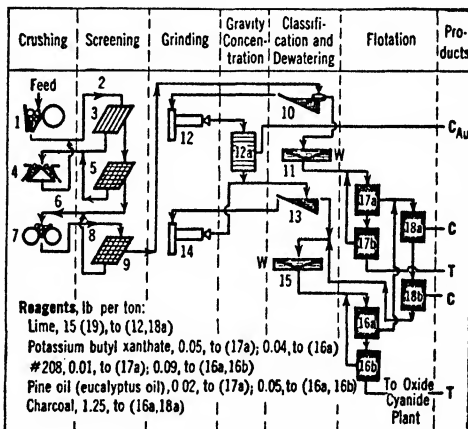 Crushing
Screening
Grinding
Gravity
Concen-
tration
Classifi-
cation and
Dewatering
Flotation
Pro-
ducts
Feed
1
2
3
4
5
6
7
8
9
10
11
W
12
12a
13
14
W
15
16a
16b
17a
17b
18a
18b
C Au
C
T
C
T
To Oxide
Cyanide
Plant
Reagents, lb per ton:
Lime, 15 (19), to (12,18a)
Potassium butyl xanthate, 0.05, to (17a); 0.04, to (16a)
#208, 0.01, to (17a); 0.09, to (16a,16b)
Pine oil (eucalyptus oil), 0 02, to (17a); 0.05, to (16a, 16b)
Charcoal, 1.25, to (16a,18a)